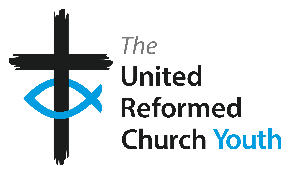 The
United
Reformed
Church Youth